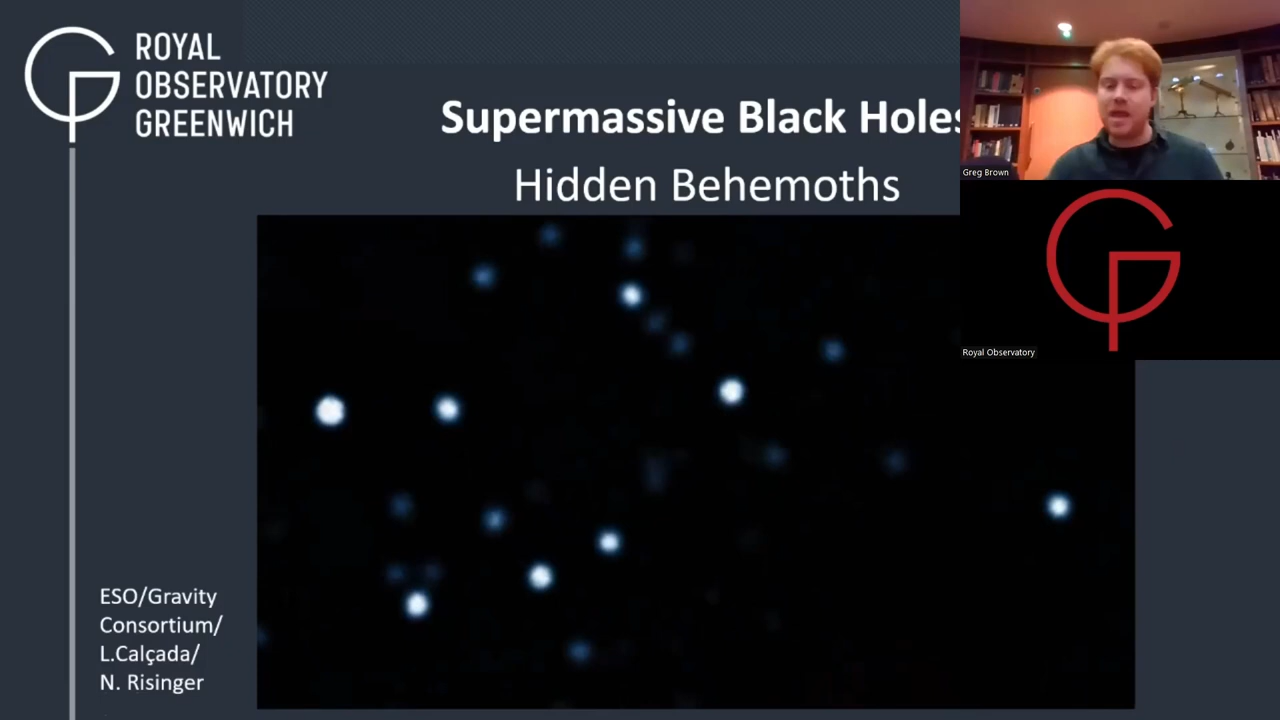 ROYAL
OBSERVATORY
GREENWICH
Supermassive Black Holes
Hidden Behemoths
Greg Brown
Royal Observatory
ESO/Gravity
Consortium/
L.Calçada/
N. Risinger